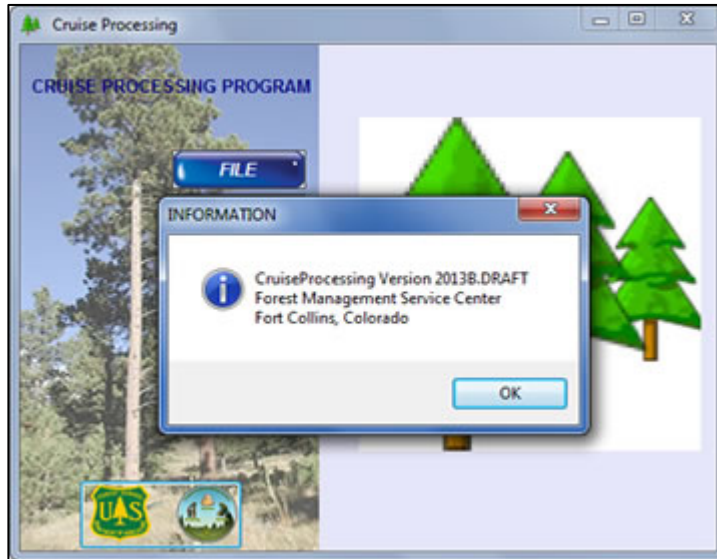 Cruise Processing
CRUISE PROCESSING PROGRAM
FILE
INFORMATION
CruiseProcessing Version 2013B.DRAFT
Forest Management Service Center
Fort Collins, Colorado
OK
UAS